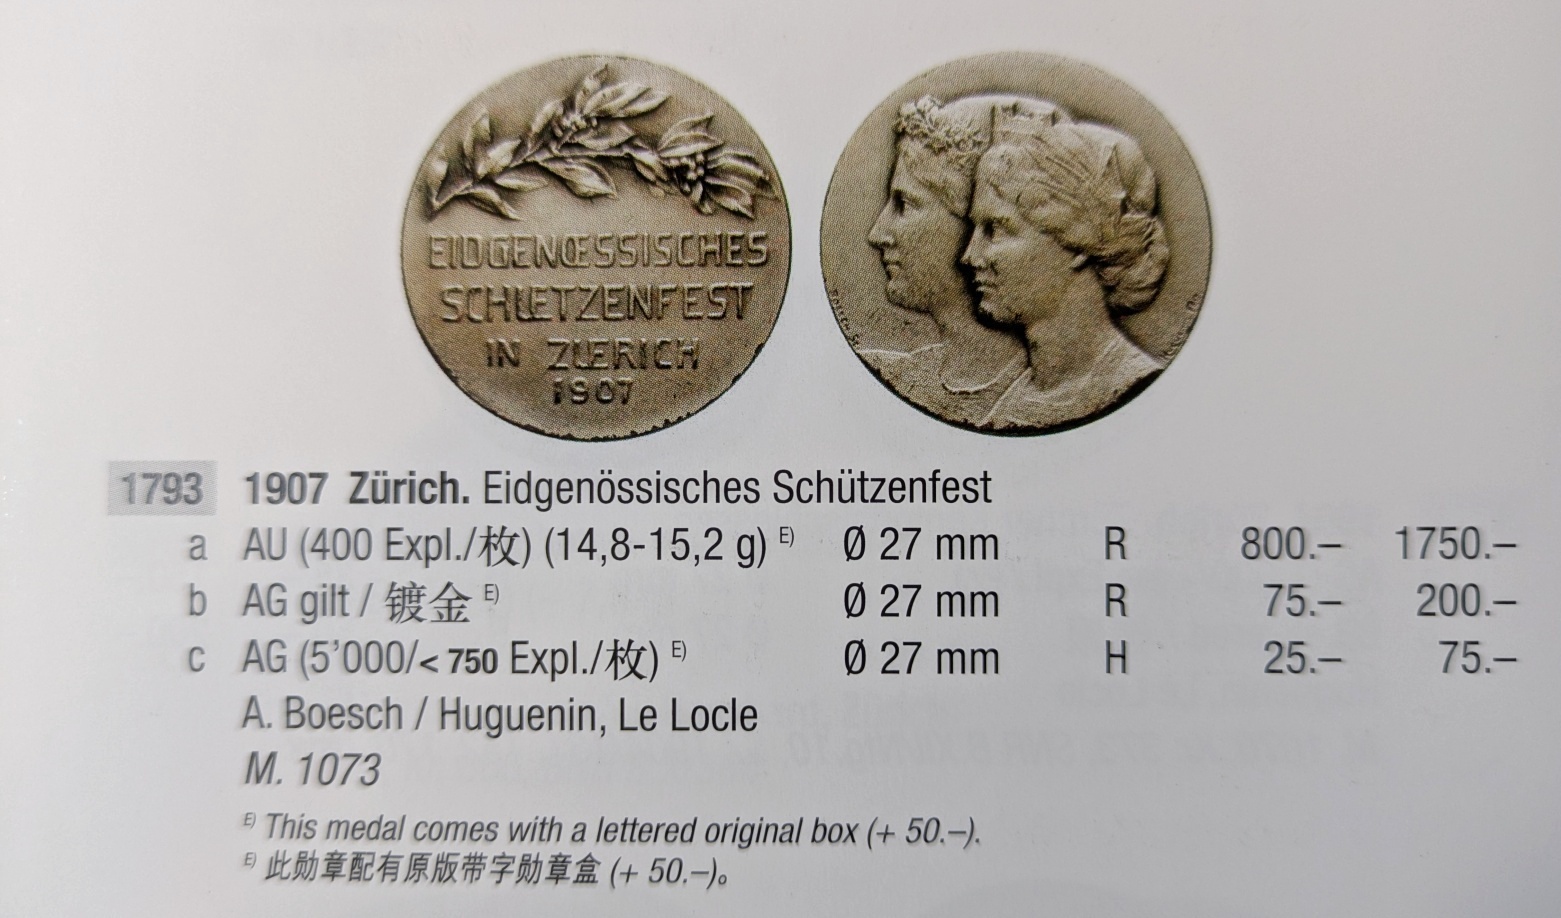 EIDGENŒSSISCHES
SCHUETZENFEST
IN ZUERICH
1907
1793 1907 Zürich. Eidgenössisches Schützenfest
a AU (400 Expl./枚) (14,8-15,2 g) E) Ø 27 mm R 800.– 1750.–
b AG gilt / 镀金 E) Ø 27 mm R 75.– 200.–
c AG (5'000/< 750 Expl./枚) E) Ø 27 mm H 25.– 75.–
A. Boesch / Huguenin, Le Locle
M. 1073
E) This medal comes with a lettered original box (+ 50.–).
E) 此勋章配有原版带字勋章盒 (+ 50.–)。